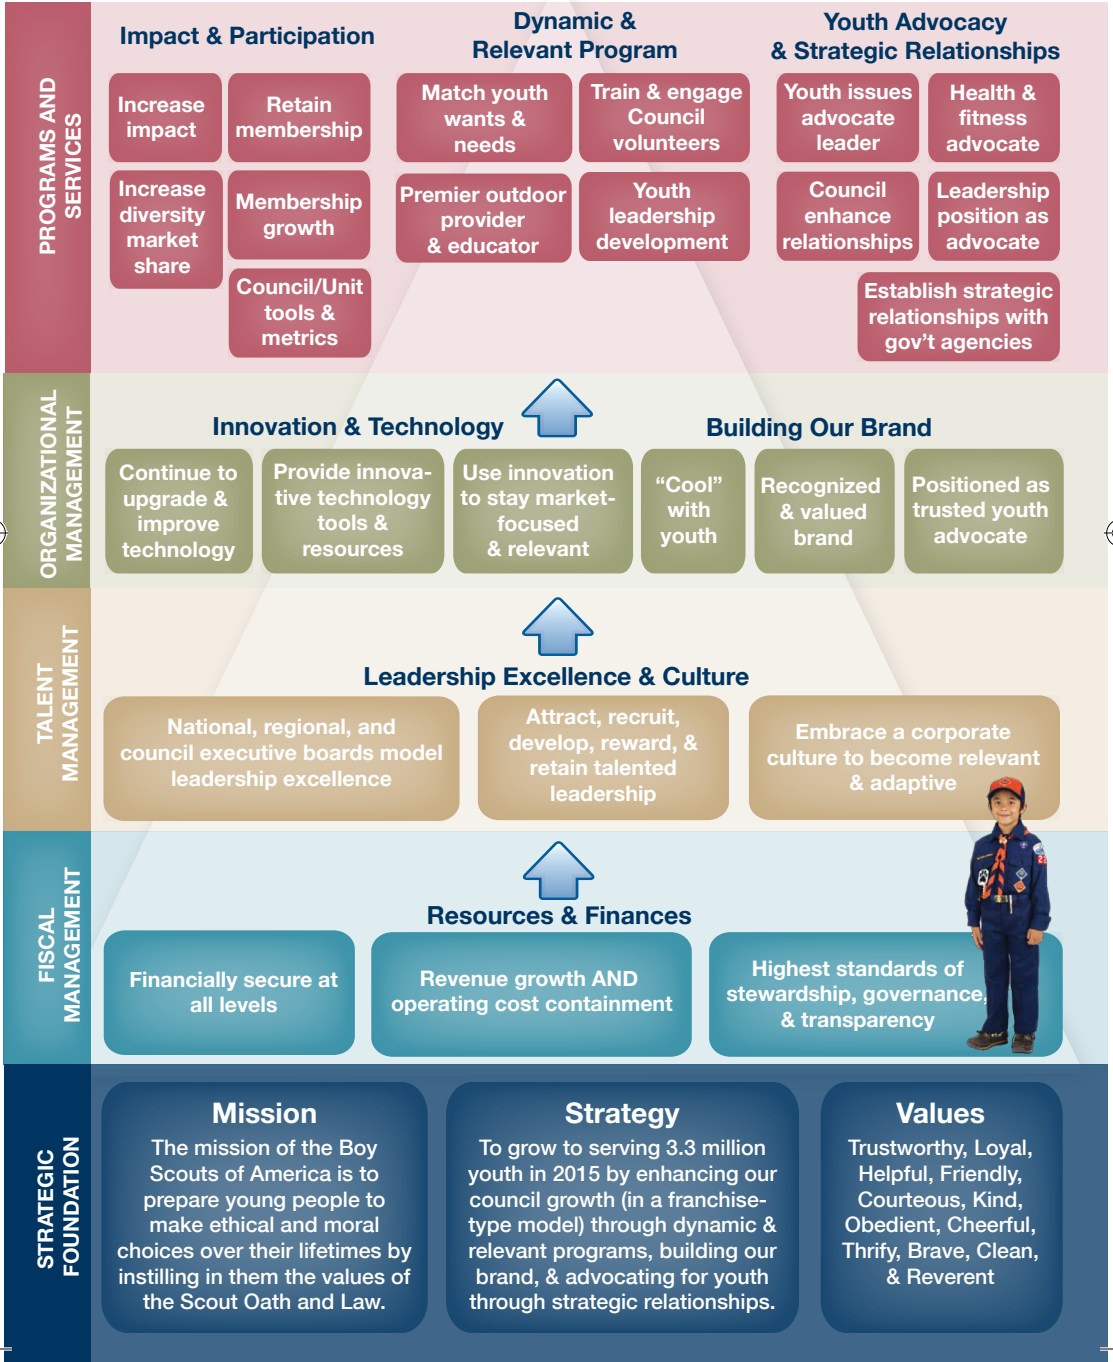 PROGRAMS AND
SERVICES
Impact & Participation
Increase
impact
Retain
membership
Increase
diversity
market
share
Membership
growth
Council/Unit
tools &
metrics
Dynamic &
Relevant Program
Match youth
wants &
needs
Train & engage
Council
volunteers
Premier outdoor
provider
& educator
Youth
leadership
development
Youth Advocacy
& Strategic Relationships
Youth issues
advocate
leader
Health &
fitness
advocate
Council
enhance
relationships
Leadership
position as
advocate
Establish strategic
relationships with
gov’t agencies
ORGANIZATIONAL
MANAGEMENT
Innovation & Technology
Continue to
upgrade &
improve
technology
Provide innova-
tive technology
tools &
resources
Use innovation
to stay market-
focused
& relevant
Building Our Brand
“Cool”
with
youth
Recognized
& valued
brand
Positioned as
trusted youth
advocate
TALENT
MANAGEMENT
Leadership Excellence & Culture
National, regional, and
council executive boards model
leadership excellence
Attract, recruit,
develop, reward, &
retain talented
leadership
Embrace a corporate
culture to become relevant
& adaptive
FISCAL
MANAGEMENT
Resources & Finances
Financially secure at
all levels
Revenue growth AND
operating cost containment
Highest standards of
stewardship, governance,
& transparency
STRATEGIC
FOUNDATION
Mission
The mission of the Boy
Scouts of America is to
prepare young people to
make ethical and moral
choices over their lifetimes by
instilling in them the values of
the Scout Oath and Law.
Strategy
To grow to serving 3.3 million
youth in 2015 by enhancing our
council growth (in a franchise-
type model) through dynamic &
relevant programs, building our
brand, & advocating for youth
through strategic relationships.
Values
Trustworthy, Loyal,
Helpful, Friendly,
Courteous, Kind,
Obedient, Cheerful,
Thrify, Brave, Clean,
& Reverent